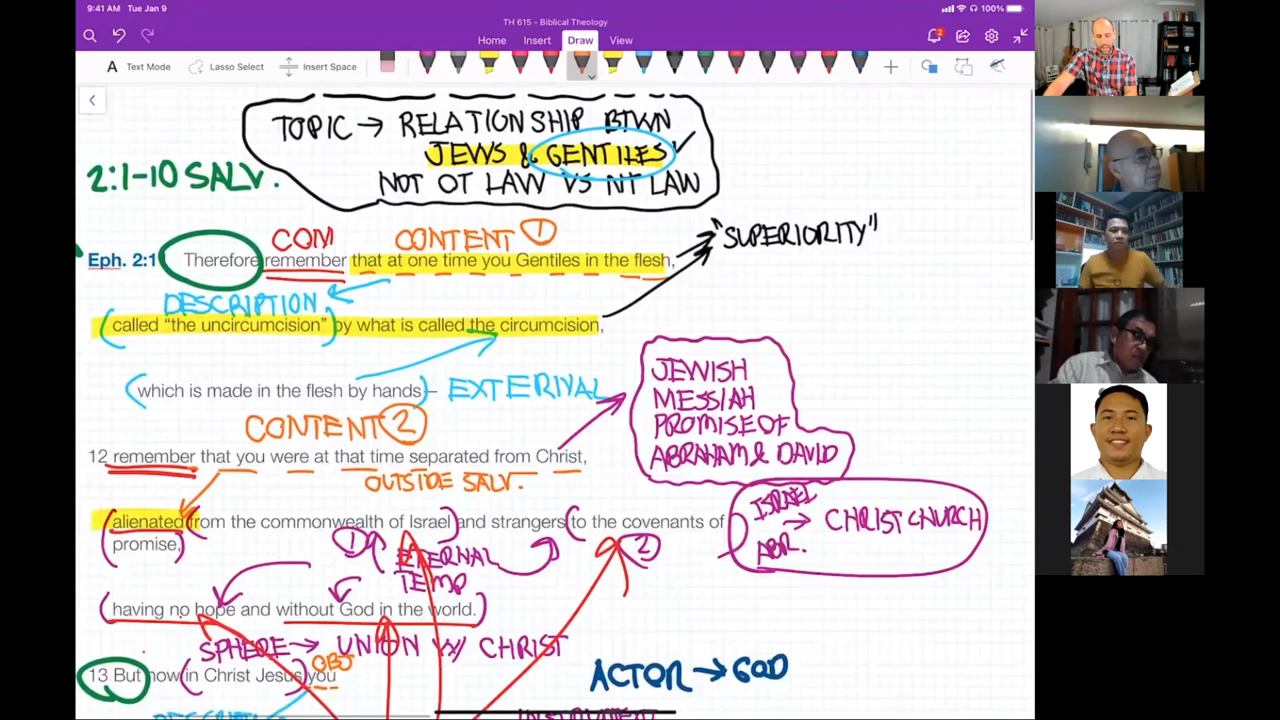 9:41 AM Tue Jan 9
100%
TH 615 - Biblical Theology
Home Insert Draw View
2
A Text Mode Lasso Select Insert Space
TOPIC → RELATIONSHIP BTWN
JEWS & GENTILES ✓
NOT OT LAW VS NT LAW
2:1-10 SALV.
"SUPERIORITY"
COM CONTENT 1
Eph. 2:1 Therefore remember that at one time you Gentiles in the flesh,
DESCRIPTION
called “the uncircumcision” by what is called the circumcision,
which is made in the flesh by hands– EXTERNAL
JEWISH
MESSIAH
PROMISE OF
ABRAHAM & DAVID
CONTENT 2
12 remember that you were at that time separated from Christ,
OUTSIDE SALV.
ISRAEL
→ CHRIST CHURCH
ABR.
alienated from the commonwealth of Israel and strangers to the covenants of
promise,
1 ETERNAL 2
TEMP
having no hope and without God in the world.
SPHERE → UNION W/ CHRIST
OBJ
13 But now in Christ Jesus you
ACTOR → GOD